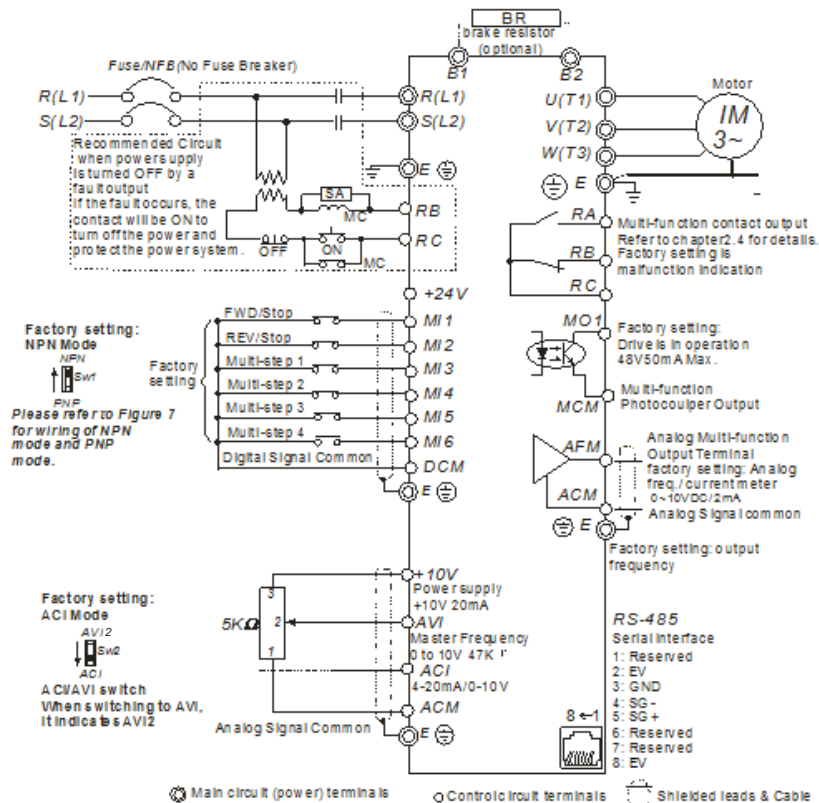 BR
brake resistor
(optional)
B1
B2
Fuse/NFB(No Fuse Breaker)
R(L1)
S(L2)
R(L1)
S(L2)
E
Recommended Circuit
when power supply
is turned OFF by a
fault output
If the fault occurs, the
contact will be ON to
turn off the power and
protect the power system.
SA
MC
RB
OFF
ON
MC
RC
Motor
U(T1)
V(T2)
W(T3)
IM
3~
E
RA
RB
RC
Multi-function contact output
Refer to chapter2.4 for details.
Factory setting is
malfunction indication
+24V
FWD/Stop
MI1
REV/Stop
MI2
Multi-step 1
MI3
Multi-step 2
MI4
Multi-step 3
MI5
Multi-step 4
MI6
Digital Signal Common
DCM
E
Factory
setting
Factory setting:
NPN Mode
NPN
Sw1
PNP
Please refer to Figure 7
for wiring of NPN
mode and PNP
mode.
MO1
Factory setting:
Drive is in operation
48V50mA Max.
MCM
Multi-function
Photocoulper Output
AFM
Analog Multi-function
Output Terminal
factory setting: Analog
freq./ current meter
0~10VDC/2mA
ACM
Analog Signal common
E
Factory setting: output
frequency
+10V
Power supply
+10V 20mA
3
2
1
5KΩ
AVI
Master Frequency
0 to 10V 47K
ACI
4-20mA/0-10V
ACM
Analog Signal Common
E
Factory setting:
ACI Mode
AVI2
Sw2
ACI
ACI/AVI switch
When switching to AVI,
it indicates AVI2
RS-485
Serial interface
1: Reserved
2: EV
3: GND
4: SG-
5: SG+
6: Reserved
7: Reserved
8: EV
8←1
Main circuit (power) terminals
Control circuit terminals
Shielded leads & Cable